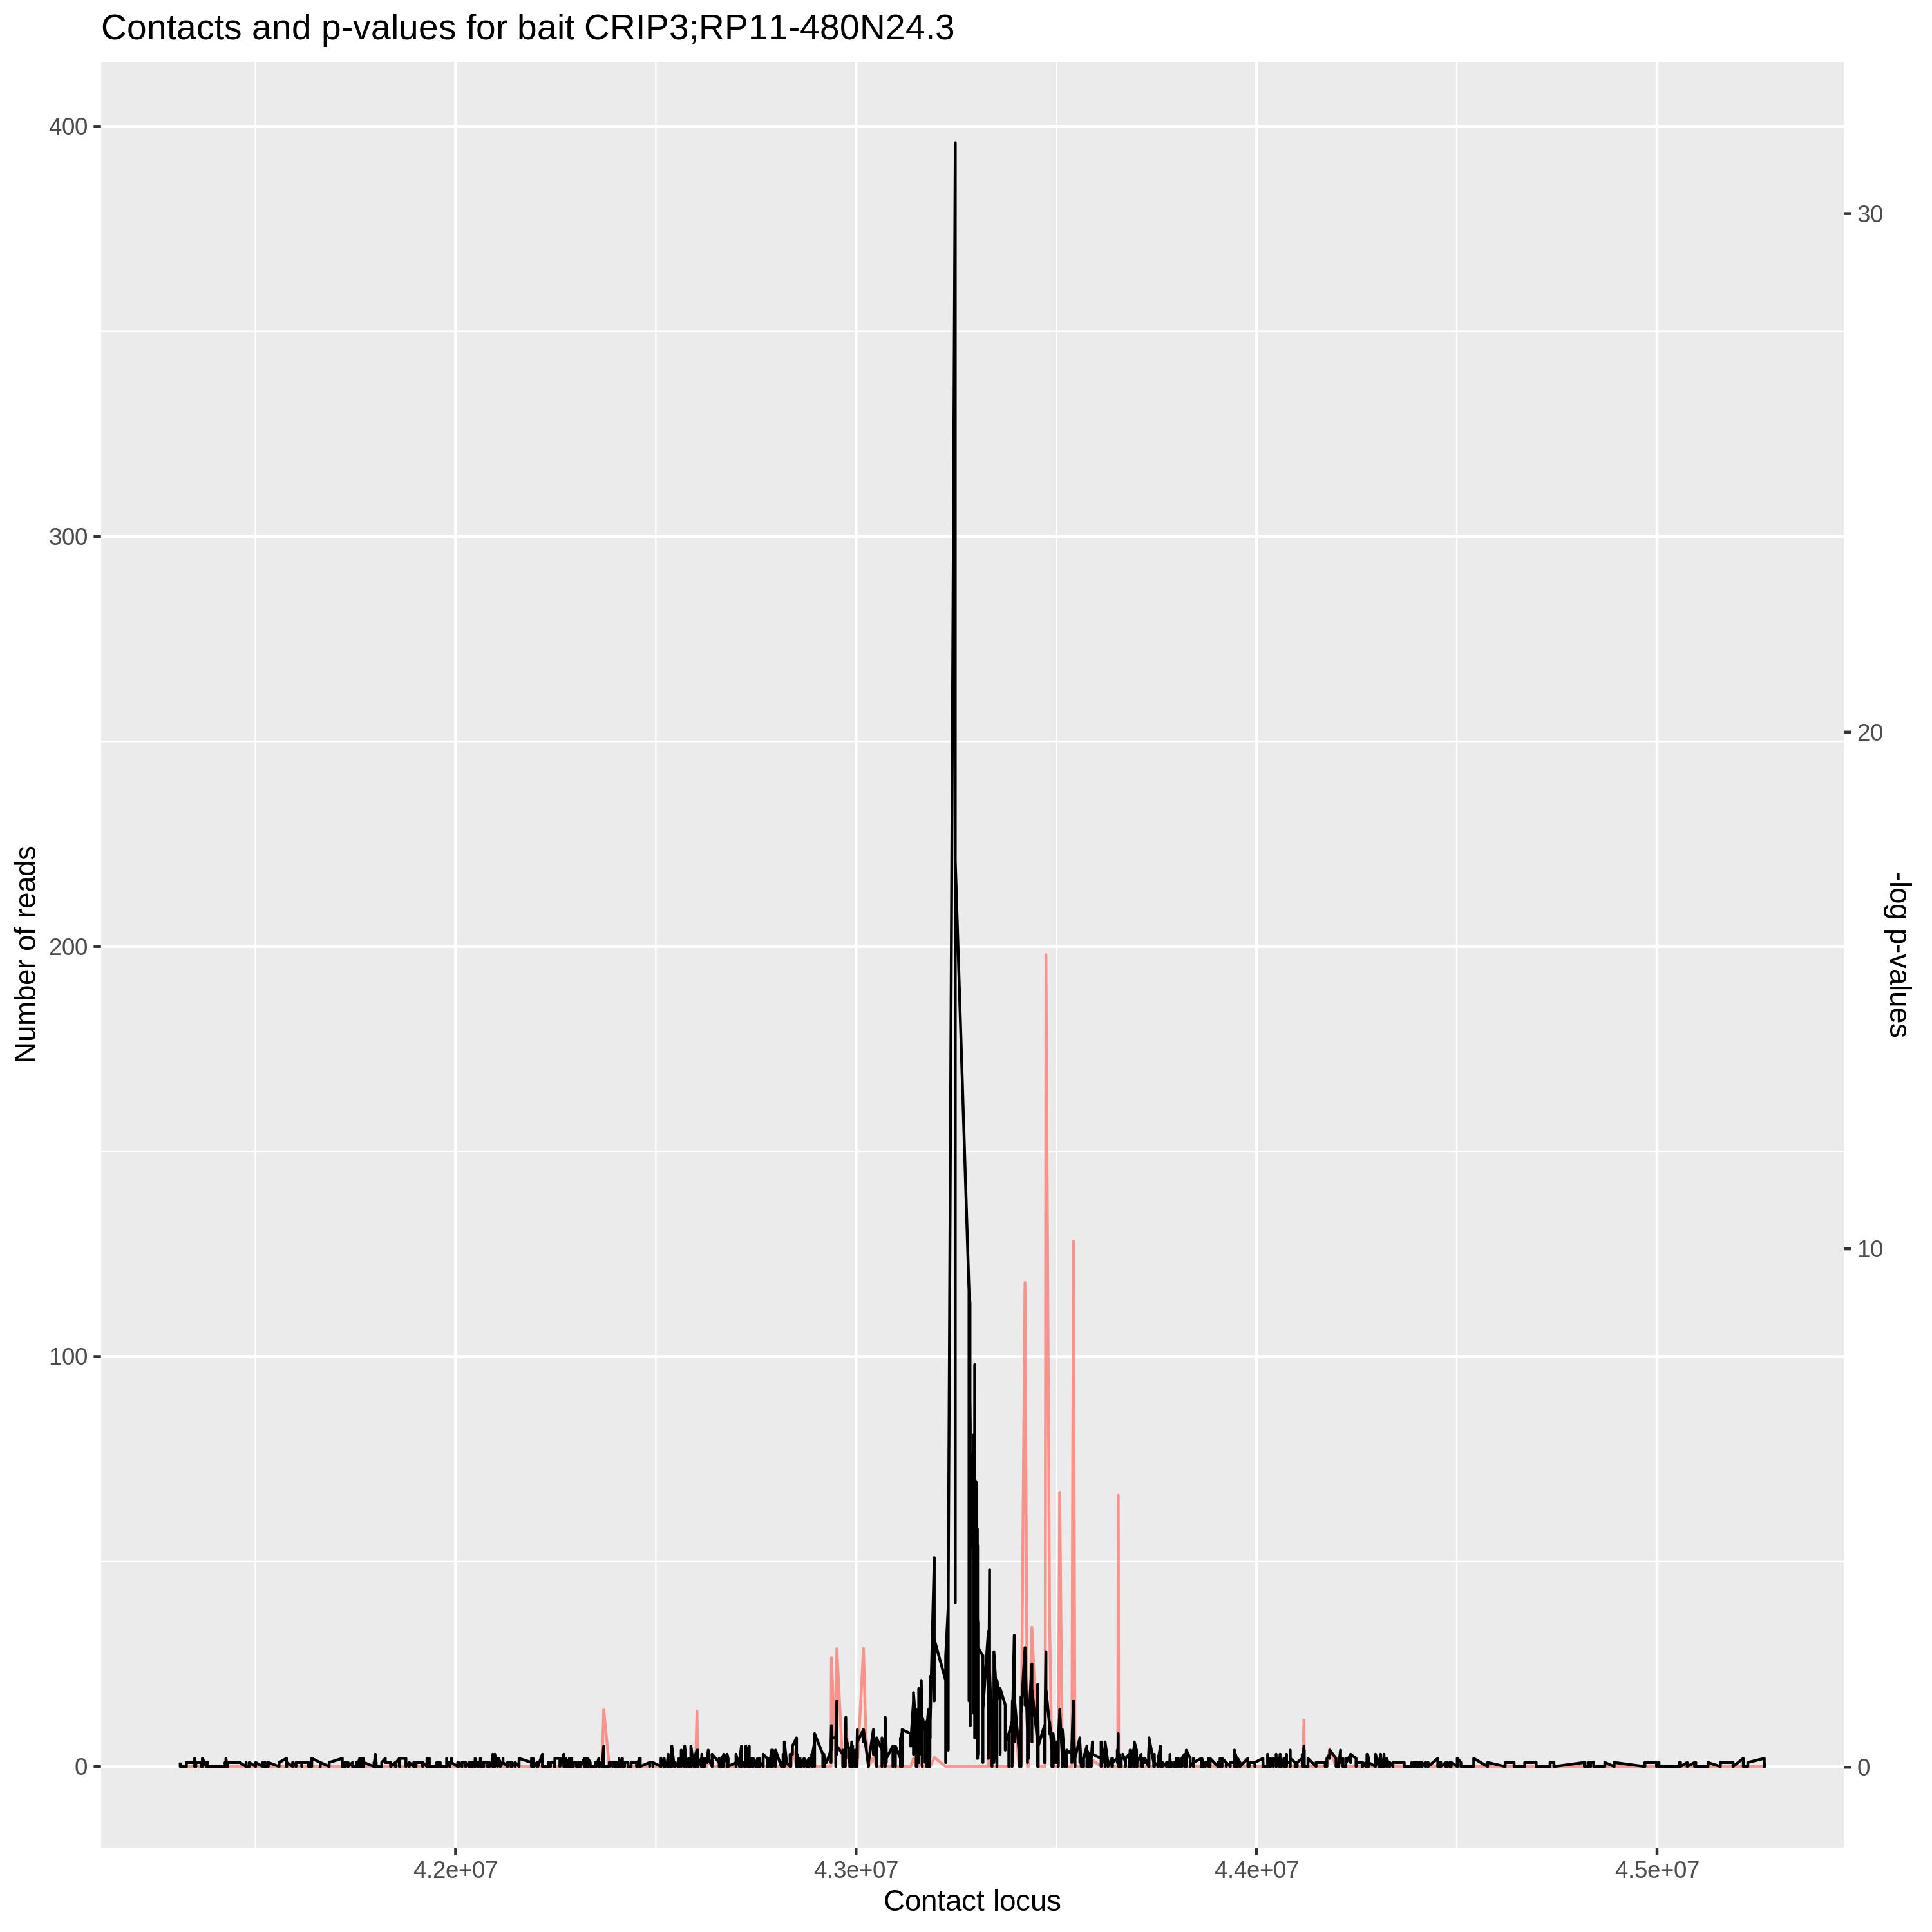 Contacts and p-values for bait CRIP3;RP11-480N24.3
400
300
200
100
0
30
20
10
0
Number of reads
-log p-values
4.2e+07
4.3e+07
4.4e+07
4.5e+07
Contact locus